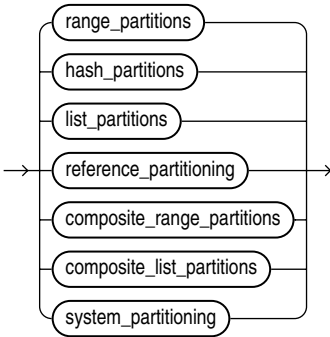 range_partitions
hash_partitions
list_partitions
reference_partitioning
composite_range_partitions
composite_list_partitions
system_partitioning